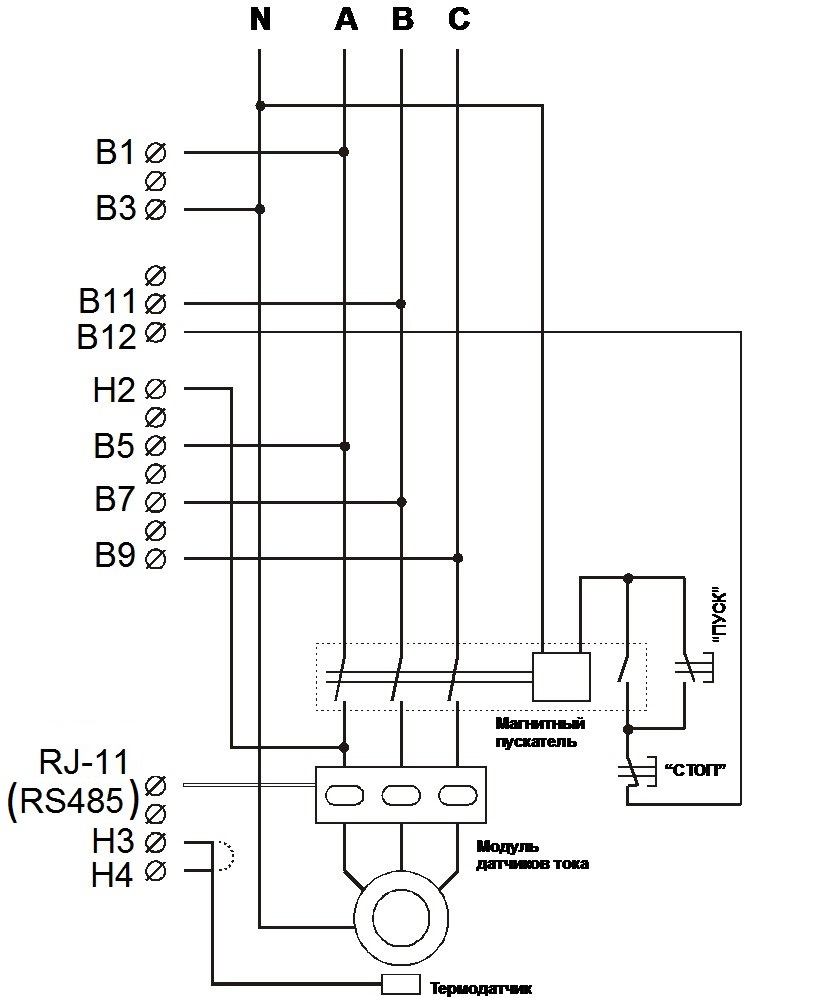 N A B C
B1
B3
B11
B12
H2
B5
B7
B9
"ПУСК"
Магнитный
пускатель
"СТОП"
RJ-11
(RS485)
H3
H4
Модуль
датчиков тока
Термодатчик